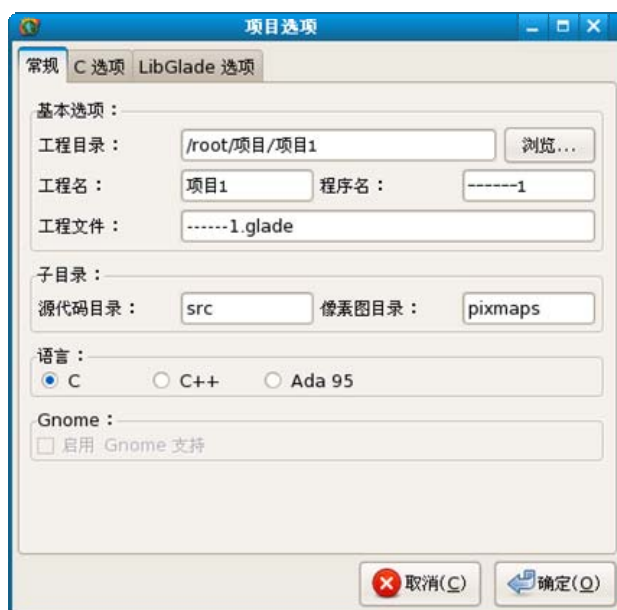 项目选项
常规 C 选项 LibGlade 选项
基本选项：
工程目录： /root/项目/项目1 浏览...
工程名： 项目1 程序名： ------1
工程文件： ------1.glade
子目录：
源代码目录： src 像素图目录： pixmaps
语言：
C C++ Ada 95
Gnome：
启用 Gnome 支持
取消(C) 确定(O)